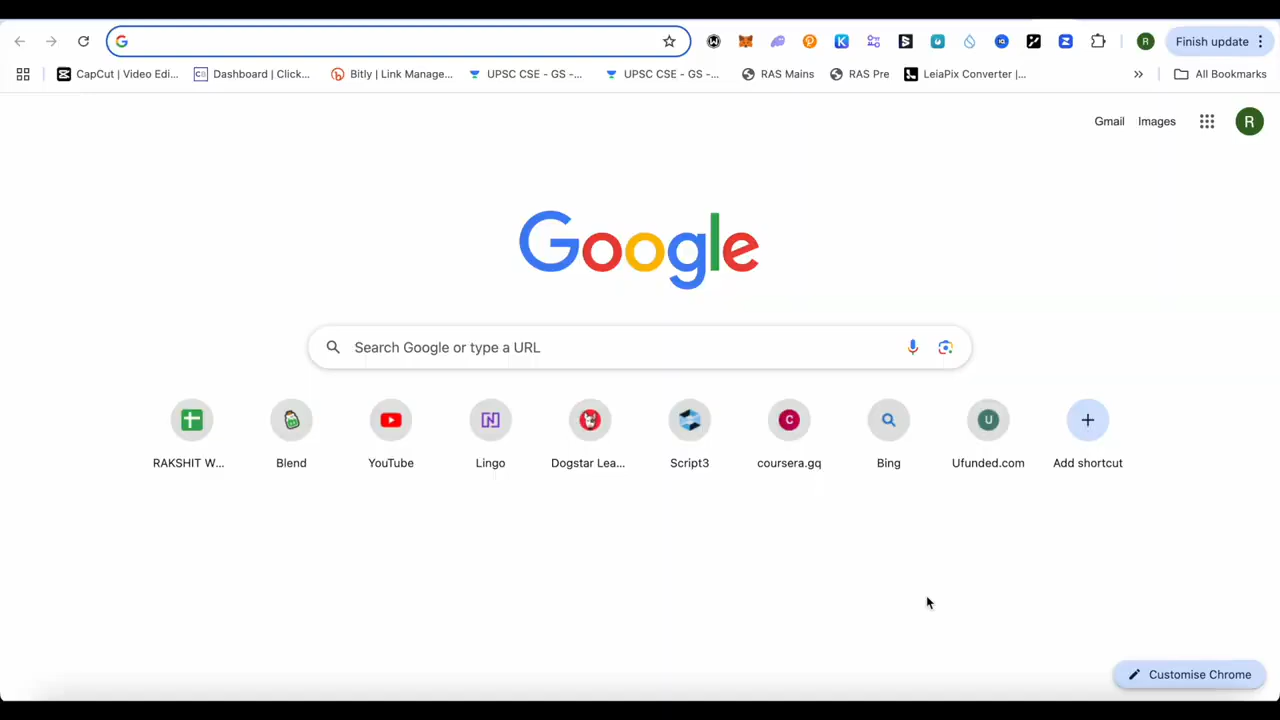 Finish update
CapCut | Video Edi...
Dashboard | Click...
Bitly | Link Manage...
UPSC CSE - GS -...
UPSC CSE - GS -...
RAS Mains
RAS Pre
LeiaPix Converter |...
All Bookmarks
Gmail
Images
R
Google
Search Google or type a URL
RAKSHIT W...
Blend
YouTube
Lingo
Dogstar Lea...
Script3
C
coursera.gq
Bing
U
Ufunded.com
Add shortcut
Customise Chrome